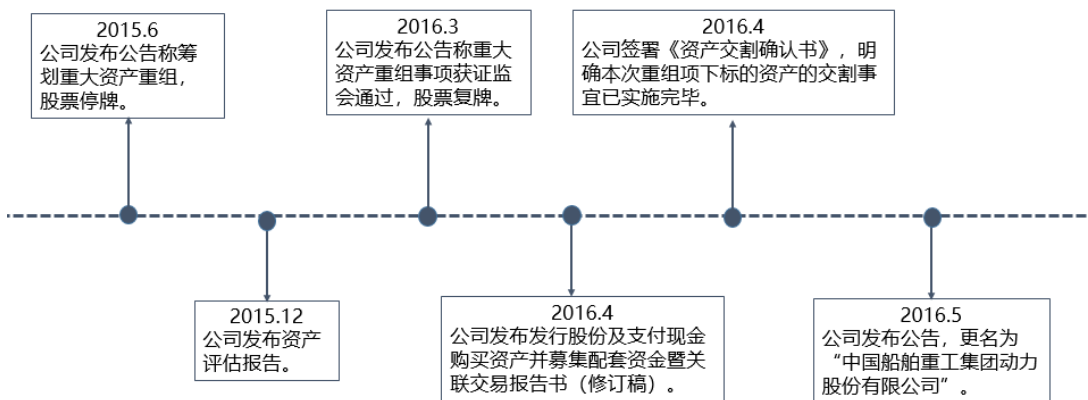 2015.6
公司发布公告称筹
划重大资产重组，
股票停牌。
2016.3
公司发布公告称重大
资产重组事项获证监
会通过，股票复牌。
2016.4
公司签署《资产交割确认书》，明
确本次重组项下标的资产的交割事
宜已实施完毕。
2015.12
公司发布资产
评估报告。
2016.4
公司发布发行股份及支付现金
购买资产并募集配套资金暨关
联交易报告书（修订稿）。
2016.5
公司发布公告，更名为
“中国船舶重工集团动力
股份有限公司”。